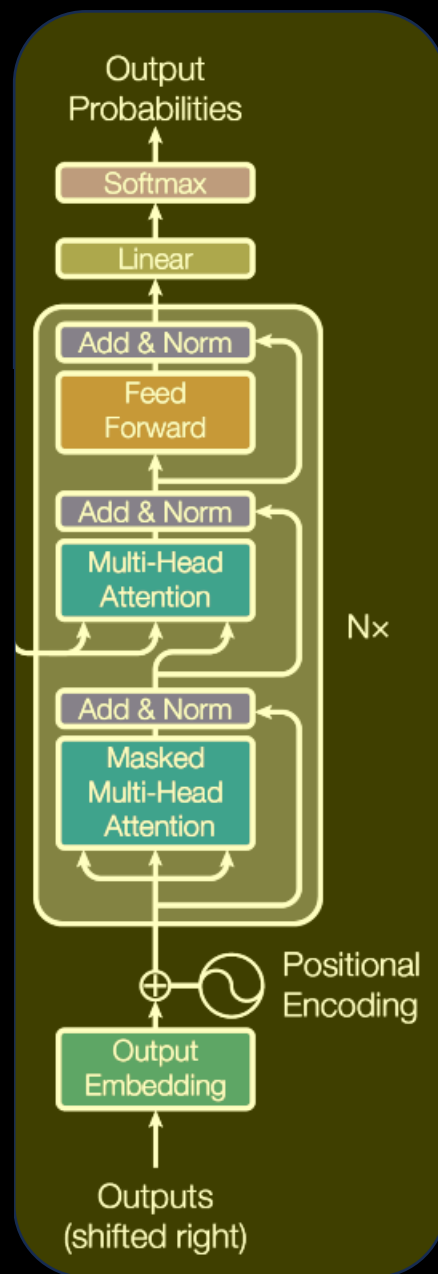 Output
Probabilities
Softmax
Linear
Add & Norm
Feed
Forward
Add & Norm
Multi-Head
Attention
N×
Add & Norm
Masked
Multi-Head
Attention
Positional
Encoding
Output
Embedding
Outputs
(shifted right)